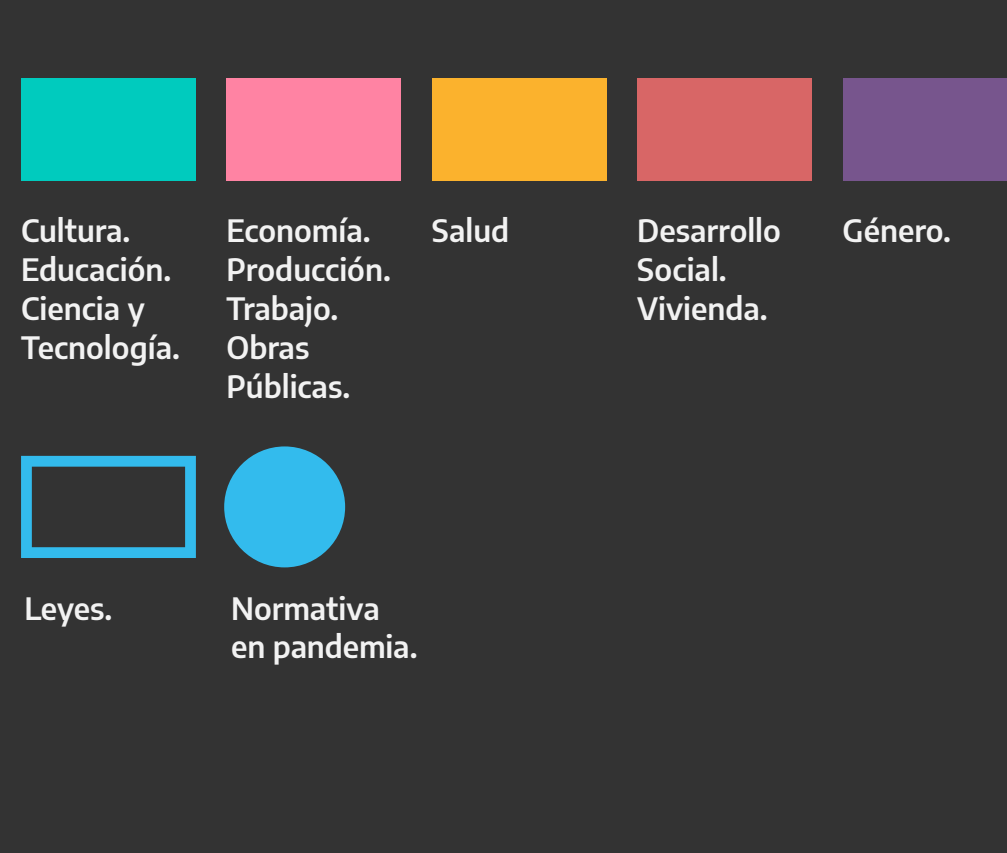 Cultura.
Educación.
Ciencia y
Tecnología.
Economía.
Producción.
Trabajo.
Obras
Públicas.
Salud
Desarrollo
Social.
Vivienda.
Género.
Leyes.
Normativa
en pandemia.